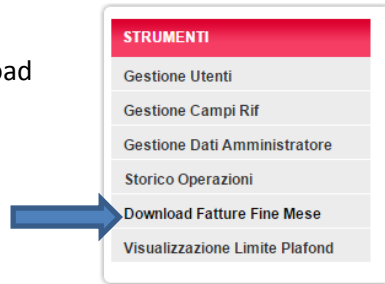 STRUMENTI
Gestione Utenti
Gestione Campi Rif
Gestione Dati Amministratore
Storico Operazioni
Download Fatture Fine Mese
Visualizzazione Limite Plafond